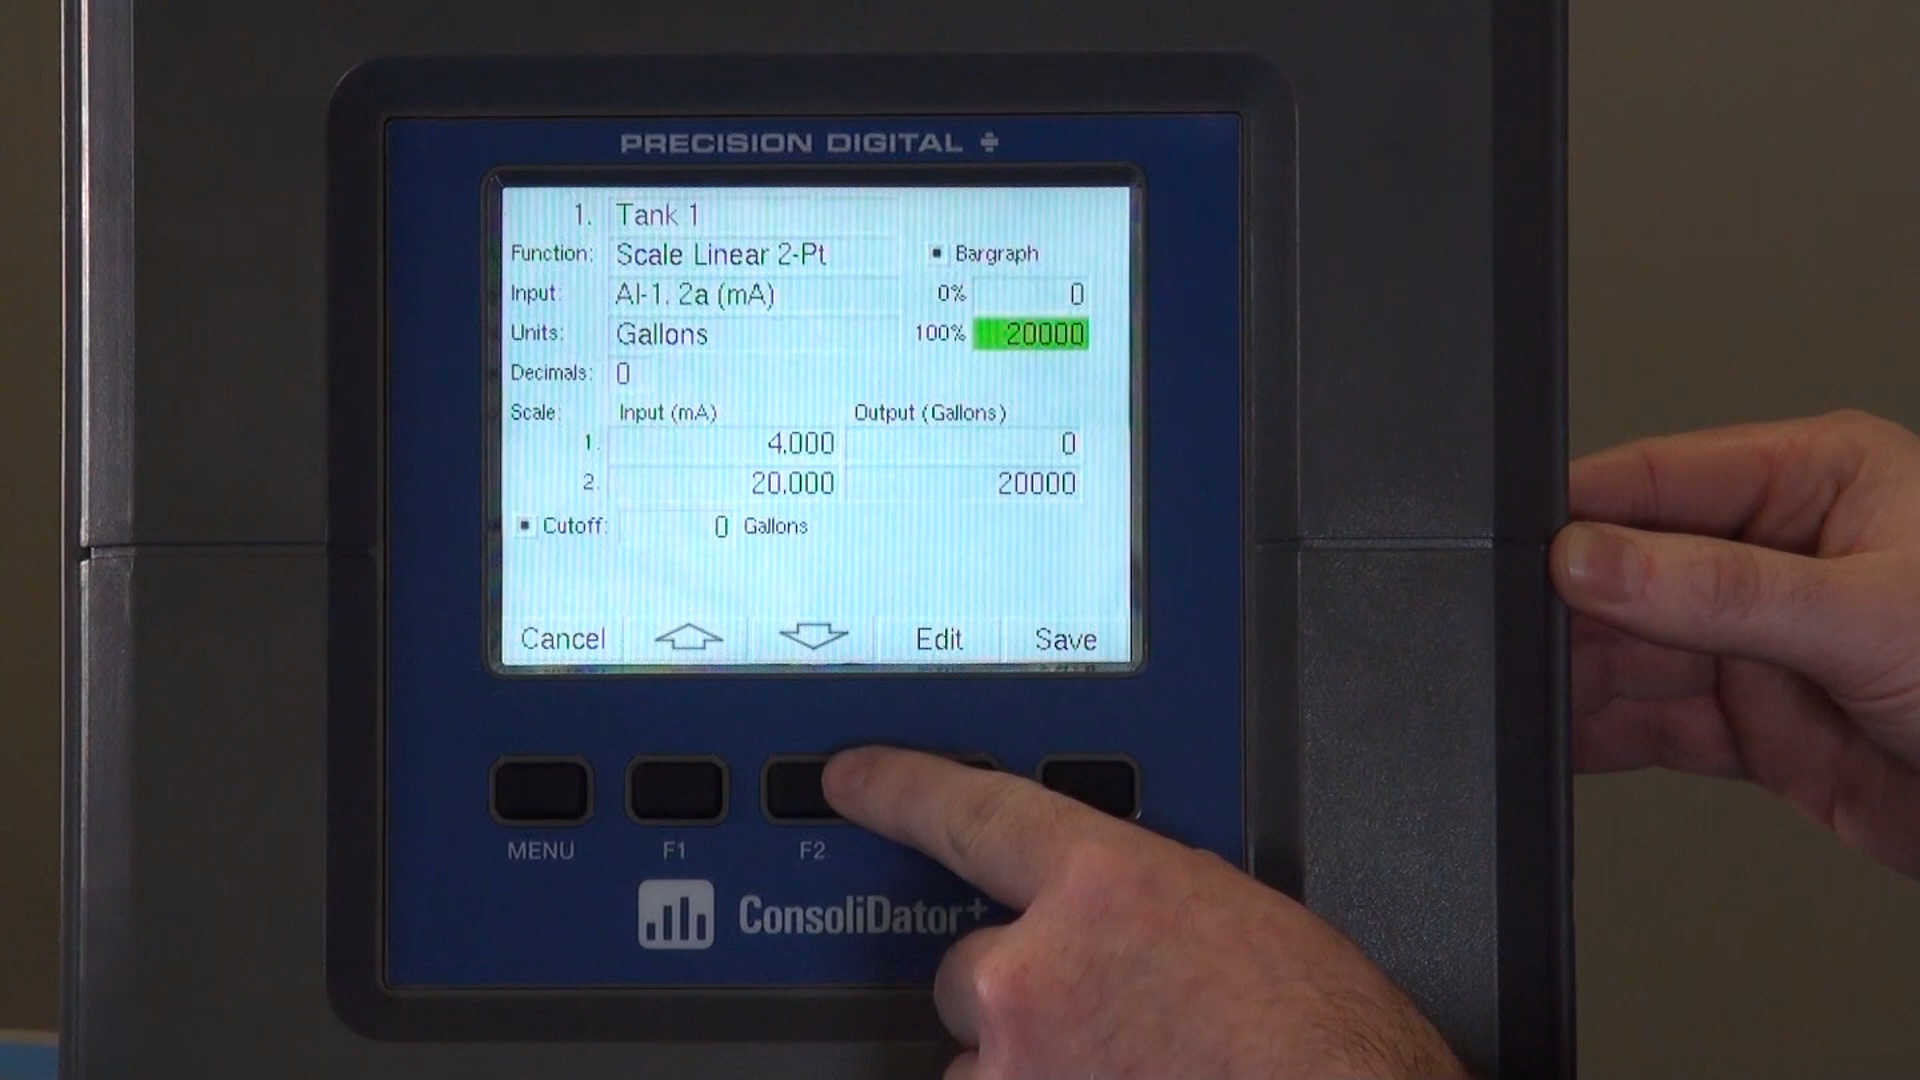 PRECISION DIGITAL
1. Tank 1
Function: Scale Linear 2-Pt Bargraph
Input: AI-1. 2a (mA) 0% 0
Units: Gallons 100% 20000
Decimals: 0
Scale: Input (mA) Output (Gallons)
1. 4.000 0
2. 20.000 20000
Cutoff: 0 Gallons
Cancel Edit Save
MENU F1 F2
ConsoliDator+